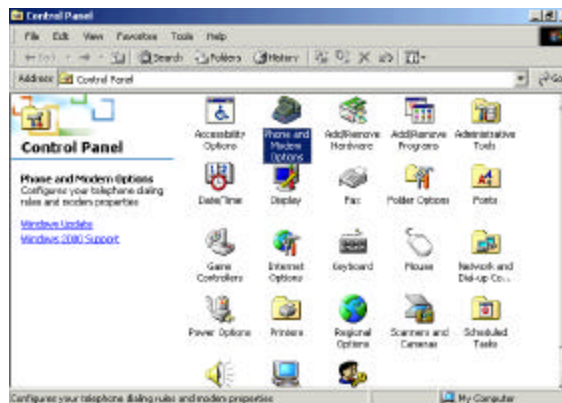 Control Panel
File Edit View Favorites Tools Help
Search Folders History
Address Control Panel Go
Control Panel
Phone and Modem Options
Configures your telephone dialing
rules and modem properties
Windows Update
Windows 2000 Support
Accessibility
Options
Phone and
Modem
Options
Add/Remove
Hardware
Add/Remove
Programs
Administrative
Tools
Date/Time
Display
Fax
Folder Options
Fonts
Game
Controllers
Internet
Options
Keyboard
Mouse
Network and
Dial-up Co...
Power Options
Printers
Regional
Options
Scanners and
Cameras
Scheduled
Tasks
Configures your telephone dialing rules and modem properties
My Computer